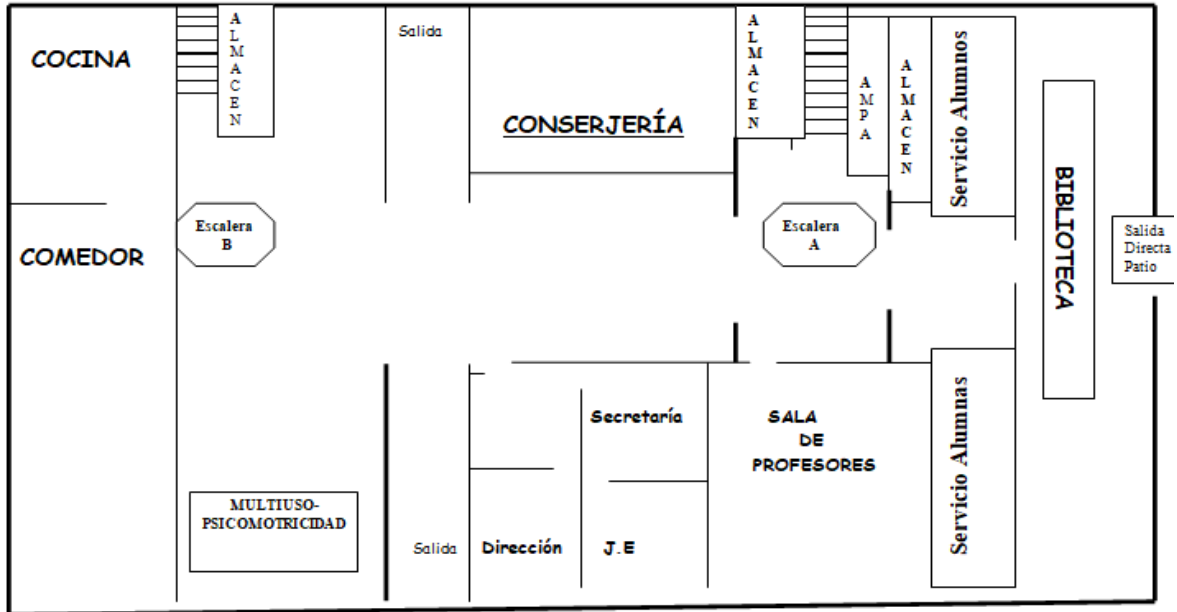 COCINA
ALMACEN
Salida
CONSERJERÍA
ALMACEN
AMPA
ALMACEN
Servicio Alumnos
BIBLIOTECA
COMEDOR
Escalera
B
Escalera
A
Salida
Directa
Patio
Secretaría
SALA
DE
PROFESORES
Servicio Alumnas
MULTIUSO-
PSICOMOTRICIDAD
Salida
Dirección
J.E